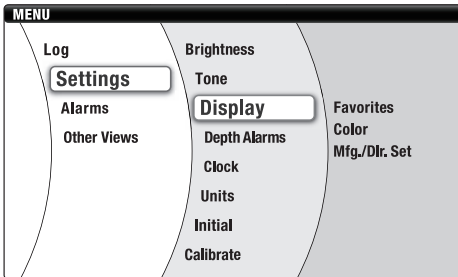 MENU
Log
Settings
Alarms
Other Views
Brightness
Tone
Display
Depth Alarms
Clock
Units
Initial
Calibrate
Favorites
Color
Mfg./Dlr. Set